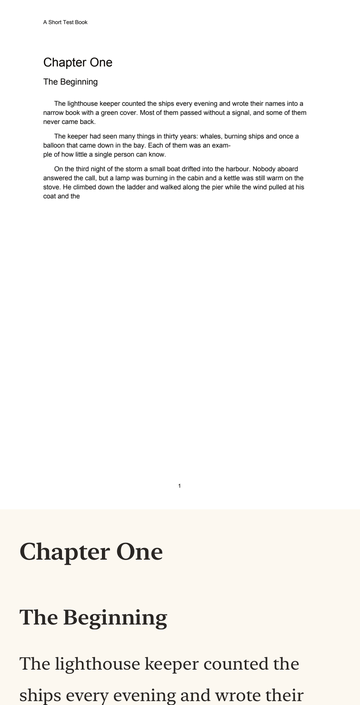 A Short Test Book
Chapter One
The Beginning
The lighthouse keeper counted the ships every evening and wrote their names into a
narrow book with a green cover. Most of them passed without a signal, and some of them
never came back.
The keeper had seen many things in thirty years: whales, burning ships and once a
balloon that came down in the bay. Each of them was an exam-
ple of how little a single person can know.
On the third night of the storm a small boat drifted into the harbour. Nobody aboard
answered the call, but a lamp was burning in the cabin and a kettle was still warm on the
stove. He climbed down the ladder and walked along the pier while the wind pulled at his
coat and the
1
Chapter One
The Beginning
The lighthouse keeper counted the
ships every evening and wrote their